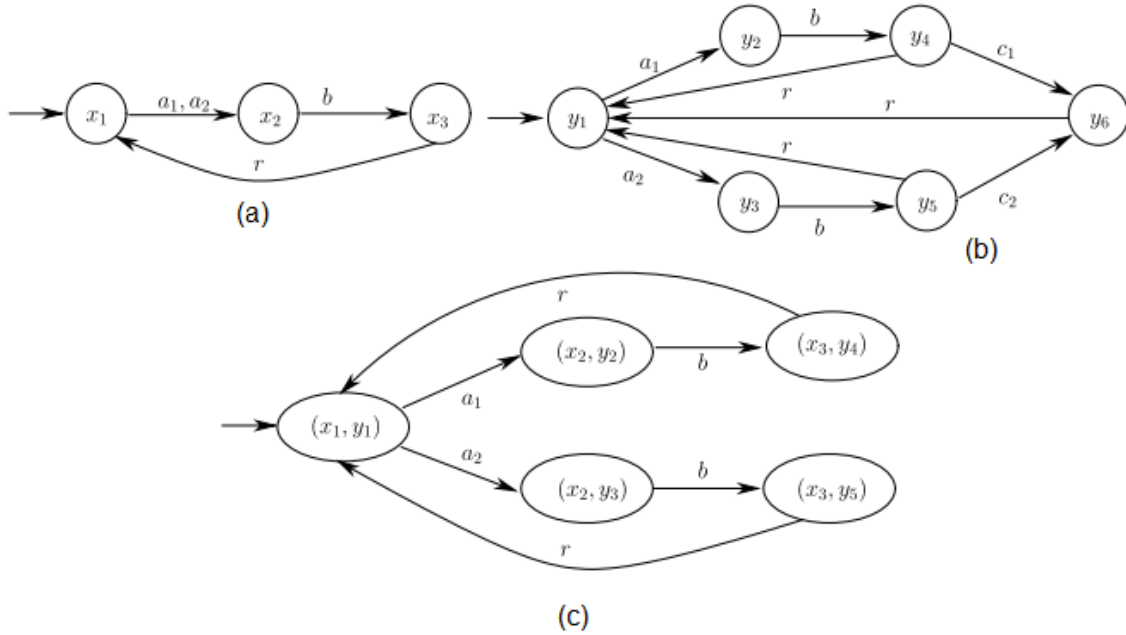 x₁
a₁, a₂
x₂
b
x₃
r
(a)
y₁
a₁
y₂
b
y₄
c₁
r
r
y₆
r
a₂
y₃
b
y₅
c₂
(b)
r
(x₂, y₂)
b
(x₃, y₄)
a₁
(x₁, y₁)
a₂
(x₂, y₃)
b
(x₃, y₅)
r
(c)